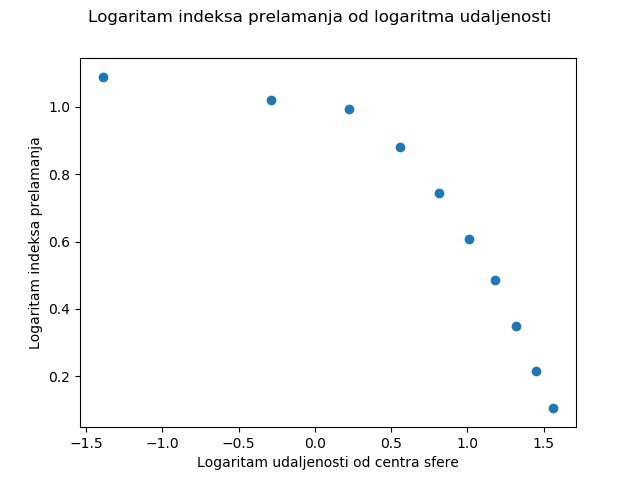 Logaritam indeksa prelamanja od logaritma udaljenosti
1.0
0.8
0.6
0.4
0.2
Logaritam indeksa prelamanja
−1.5 −1.0 −0.5 0.0 0.5 1.0 1.5
Logaritam udaljenosti od centra sfere